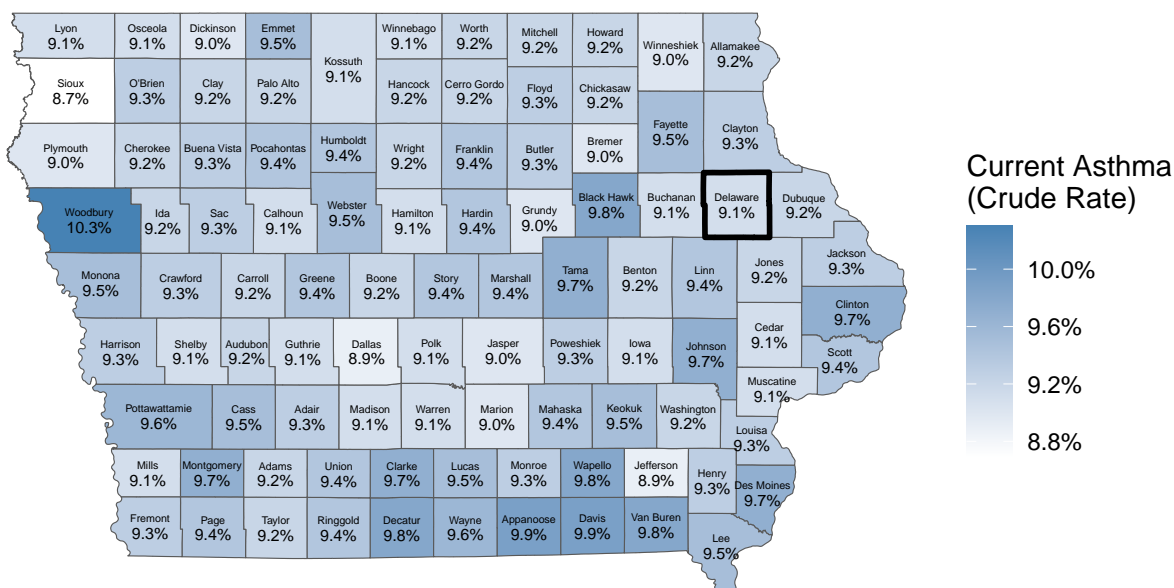 Lyon
9.1%
Osceola
9.1%
Dickinson
9.0%
Emmet
9.5%
Kossuth
9.1%
Winnebago
9.1%
Worth
9.2%
Mitchell
9.2%
Howard
9.2%
Winneshiek
9.0%
Allamakee
9.2%
Sioux
8.7%
O'Brien
9.3%
Clay
9.2%
Palo Alto
9.2%
Hancock
9.2%
Cerro Gordo
9.2%
Floyd
9.3%
Chickasaw
9.2%
Fayette
9.5%
Clayton
9.3%
Plymouth
9.0%
Cherokee
9.2%
Buena Vista
9.3%
Pocahontas
9.4%
Humboldt
9.4%
Wright
9.2%
Franklin
9.4%
Butler
9.3%
Bremer
9.0%
Woodbury
10.3%
Ida
9.2%
Sac
9.3%
Calhoun
9.1%
Webster
9.5%
Hamilton
9.1%
Hardin
9.4%
Grundy
9.0%
Black Hawk
9.8%
Buchanan
9.1%
Delaware
9.1%
Dubuque
9.2%
Monona
9.5%
Crawford
9.3%
Carroll
9.2%
Greene
9.4%
Boone
9.2%
Story
9.4%
Marshall
9.4%
Tama
9.7%
Benton
9.2%
Linn
9.4%
Jones
9.2%
Jackson
9.3%
Clinton
9.7%
Harrison
9.3%
Shelby
9.1%
Audubon
9.2%
Guthrie
9.1%
Dallas
8.9%
Polk
9.1%
Jasper
9.0%
Poweshiek
9.3%
Iowa
9.1%
Johnson
9.7%
Cedar
9.1%
Scott
9.4%
Muscatine
9.1%
Pottawattamie
9.6%
Cass
9.5%
Adair
9.3%
Madison
9.1%
Warren
9.1%
Marion
9.0%
Mahaska
9.4%
Keokuk
9.5%
Washington
9.2%
Louisa
9.3%
Mills
9.1%
Montgomery
9.7%
Adams
9.2%
Union
9.4%
Clarke
9.7%
Lucas
9.5%
Monroe
9.3%
Wapello
9.8%
Jefferson
8.9%
Henry
9.3%
Des Moines
9.7%
Fremont
9.3%
Page
9.4%
Taylor
9.2%
Ringgold
9.4%
Decatur
9.8%
Wayne
9.6%
Appanoose
9.9%
Davis
9.9%
Van Buren
9.8%
Lee
9.5%
Current Asthma
(Crude Rate)
10.0%
9.6%
9.2%
8.8%